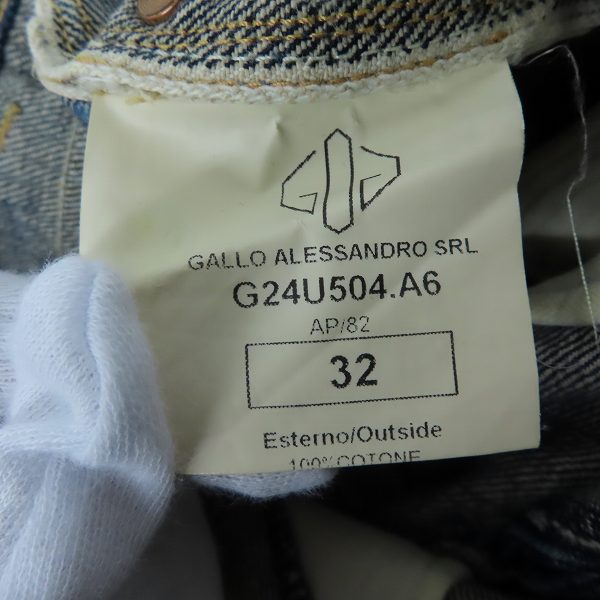 GALLO ALESSANDRO SRL
G24U504.A6
AP/82
32
Esterno/Outside
100% COTONE